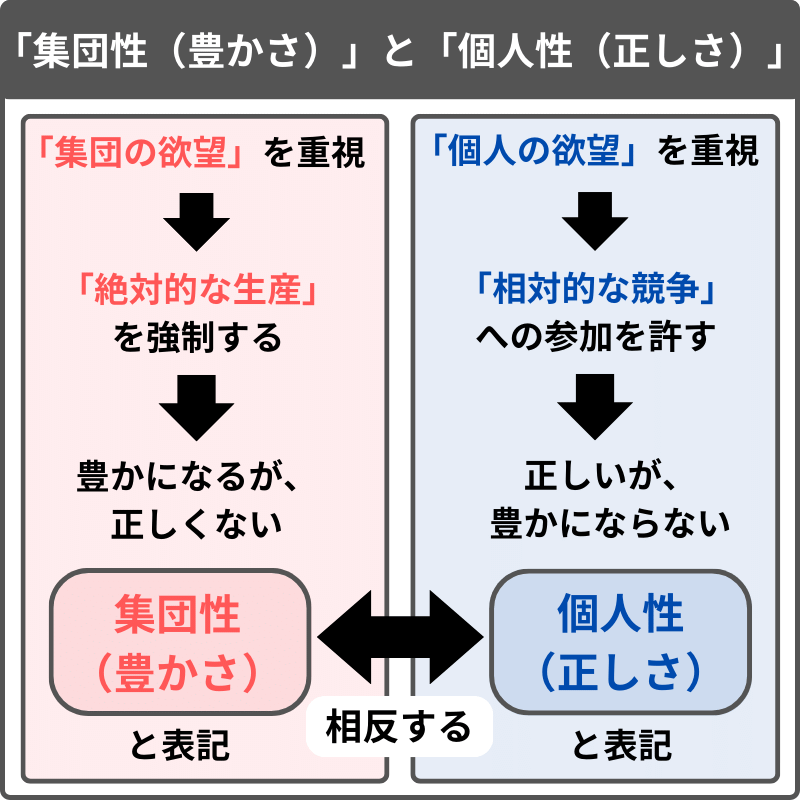 「集団性（豊かさ）」と「個人性（正しさ）」
「集団の欲望」を重視
「絶対的な生産」
を強制する
豊かになるが、
正しくない
集団性
（豊かさ）
と表記
「個人の欲望」を重視
「相対的な競争」
への参加を許す
正しいが、
豊かにならない
個人性
（正しさ）
と表記
相反する